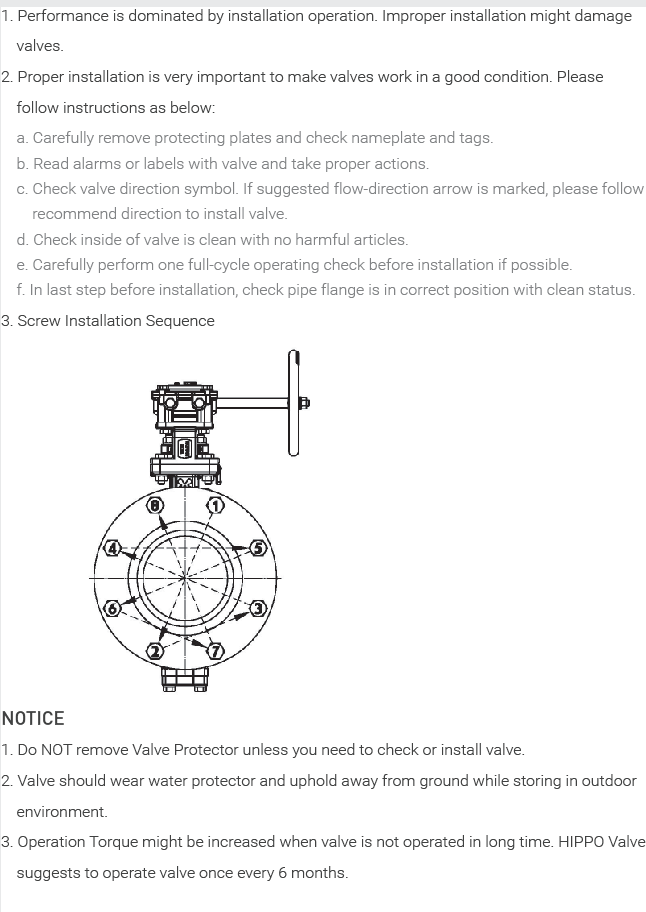 1. Performance is dominated by installation operation. Improper installation might damage
valves.
2. Proper installation is very important to make valves work in a good condition. Please
follow instructions as below:
a. Carefully remove protecting plates and check nameplate and tags.
b. Read alarms or labels with valve and take proper actions.
c. Check valve direction symbol. If suggested flow-direction arrow is marked, please follow
recommend direction to install valve.
d. Check inside of valve is clean with no harmful articles.
e. Carefully perform one full-cycle operating check before installation if possible.
f. In last step before installation, check pipe flange is in correct position with clean status.
3. Screw Installation Sequence
8 1
4 5
6 3
2 7
NOTICE
1. Do NOT remove Valve Protector unless you need to check or install valve.
2. Valve should wear water protector and uphold away from ground while storing in outdoor
environment.
3. Operation Torque might be increased when valve is not operated in long time. HIPPO Valve
suggests to operate valve once every 6 months.